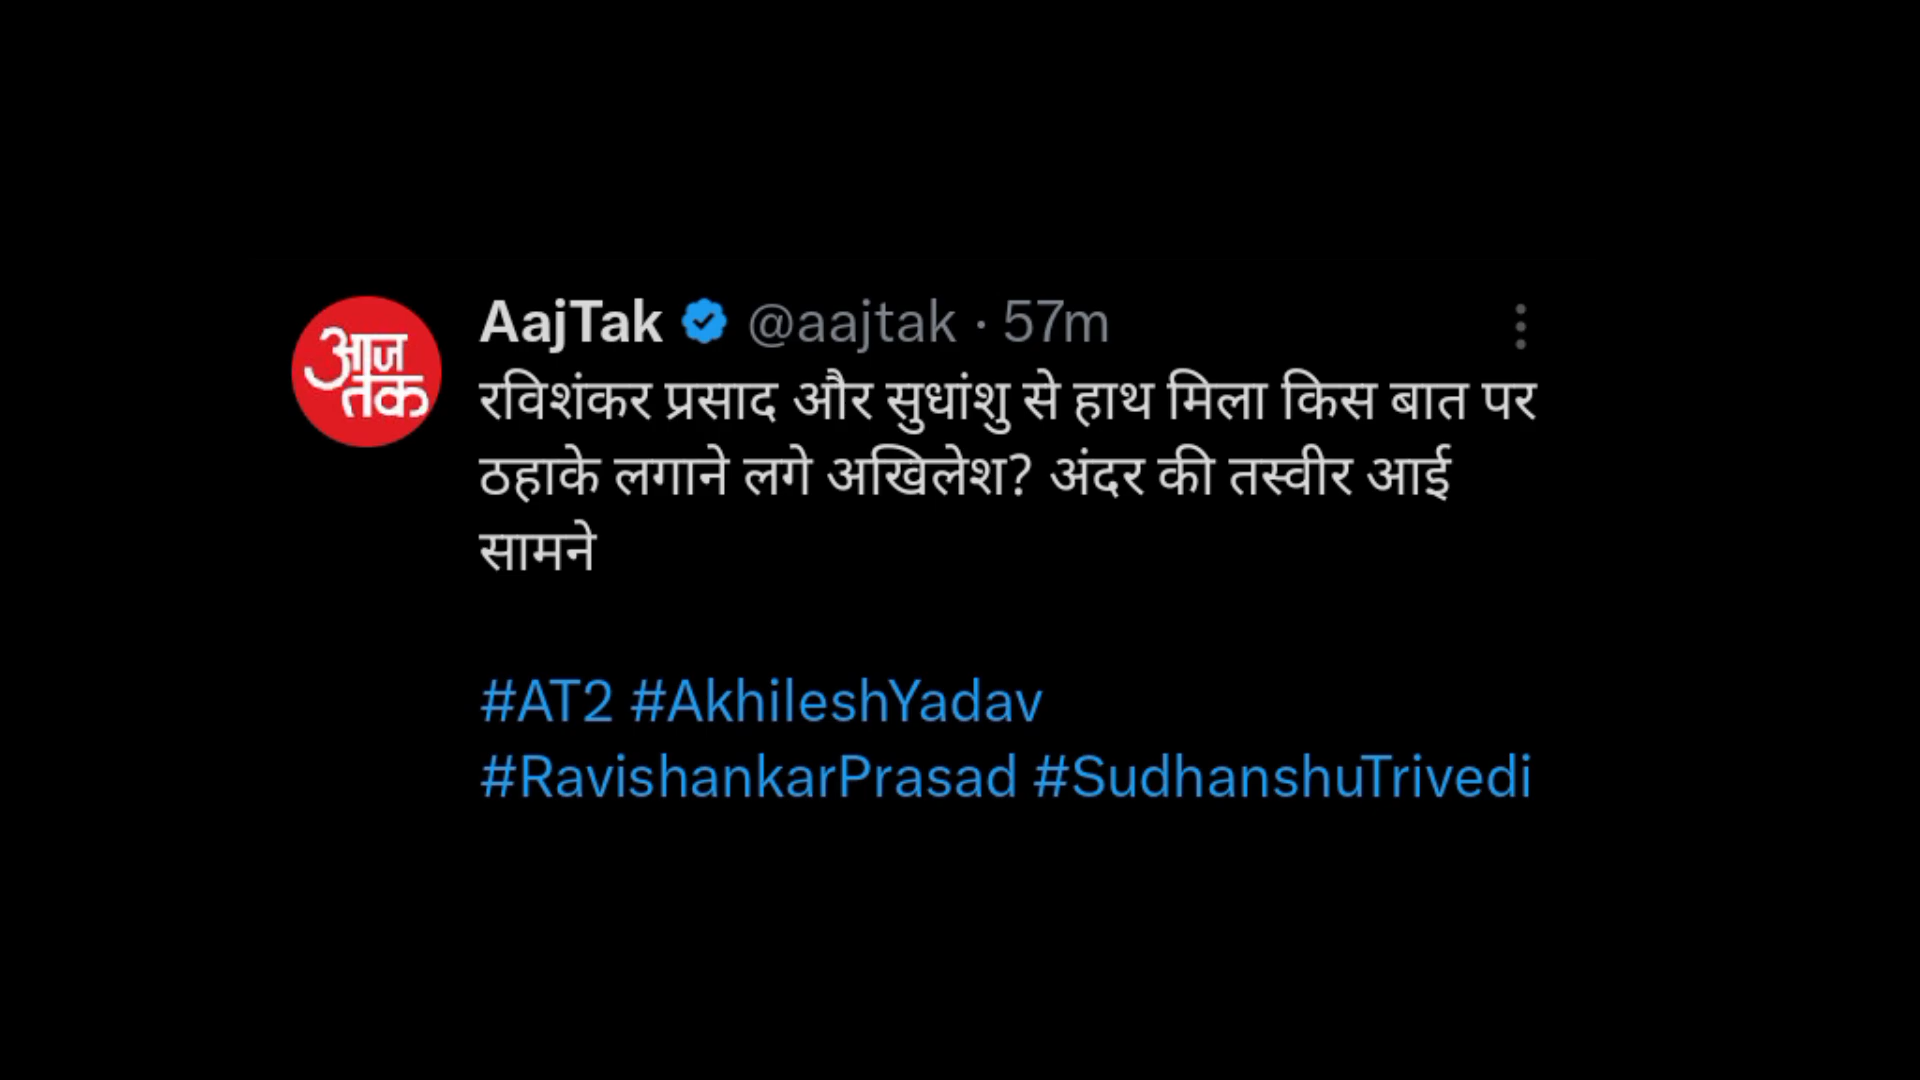 आज
तक
AajTak @aajtak · 57m
रविशंकर प्रसाद और सुधांशु से हाथ मिला किस बात पर
ठहाके लगाने लगे अखिलेश? अंदर की तस्वीर आई
सामने
#AT2 #AkhileshYadav
#RavishankarPrasad #SudhanshuTrivedi